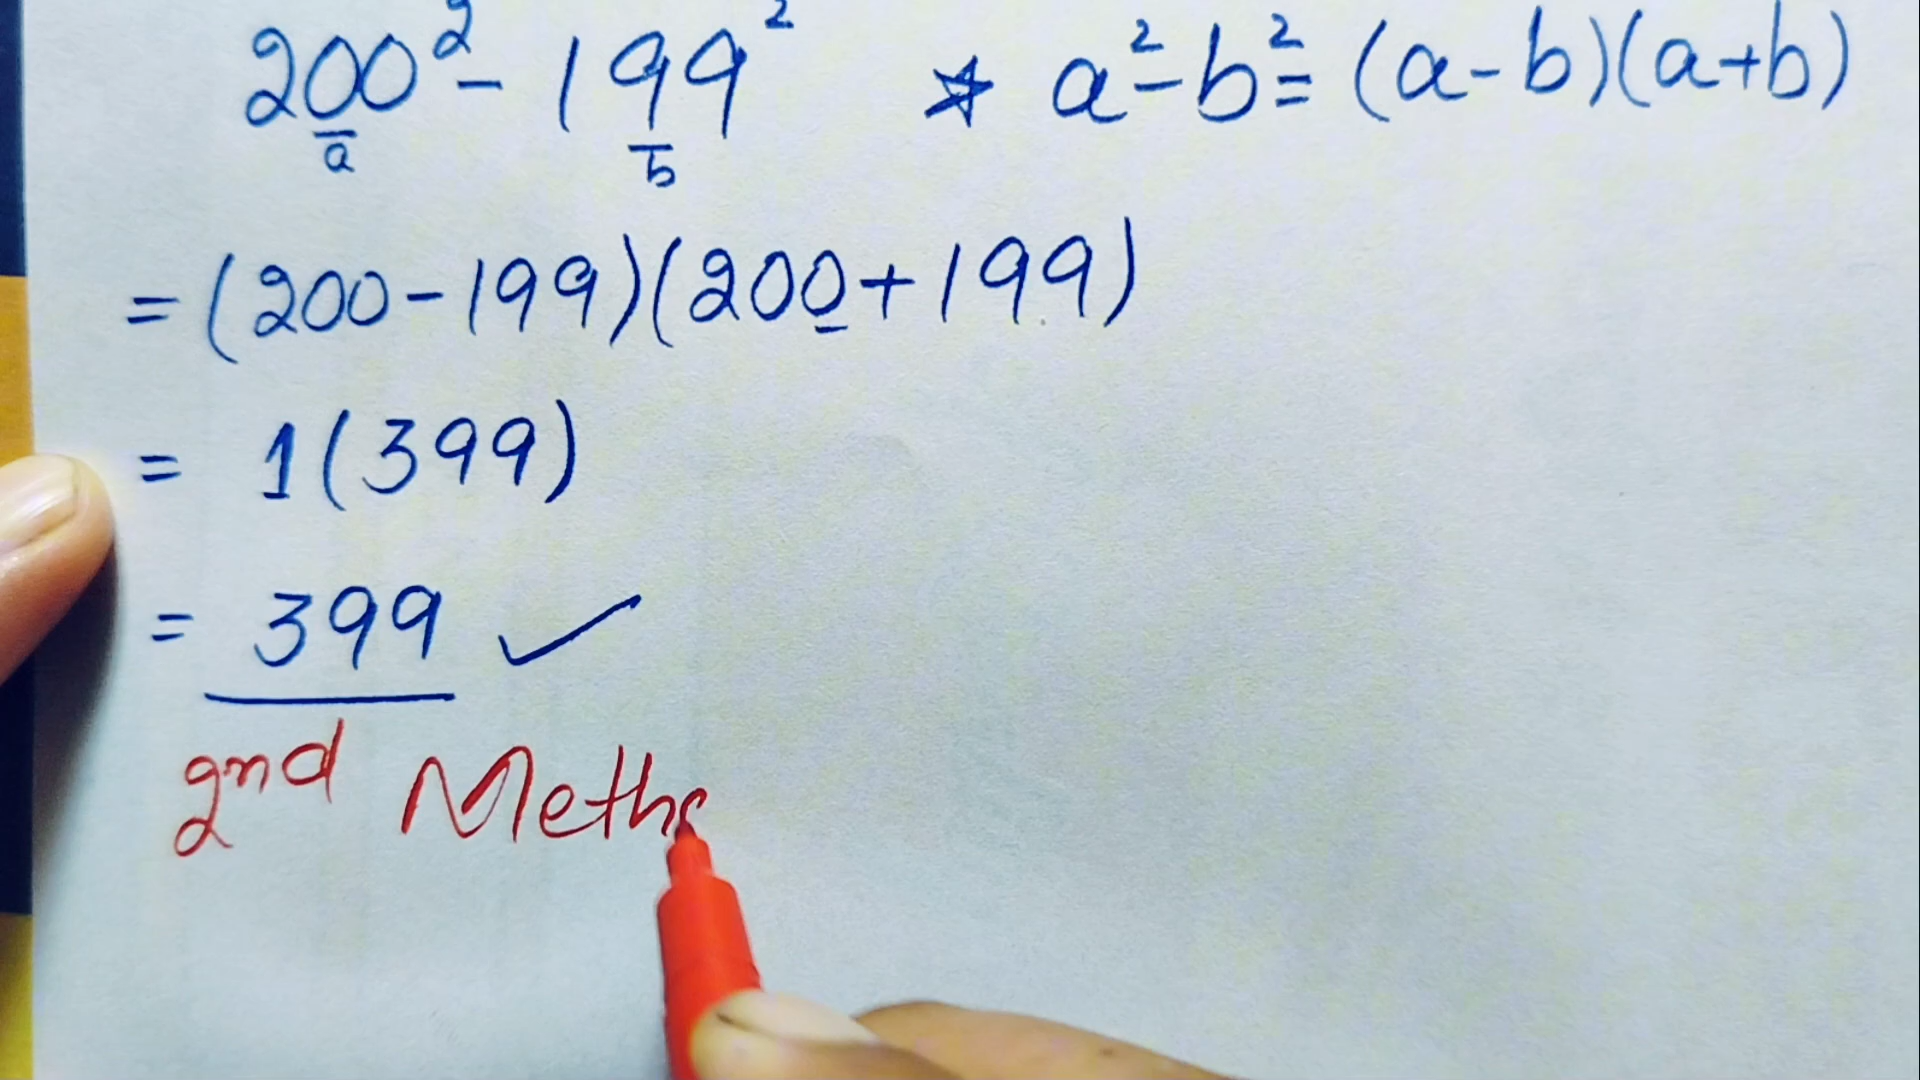 200² - 199² * a² - b² = (a - b)(a + b)
a b
= (200 - 199)(200 + 199)
= 1(399)
= 399 ✓
2nd Metho